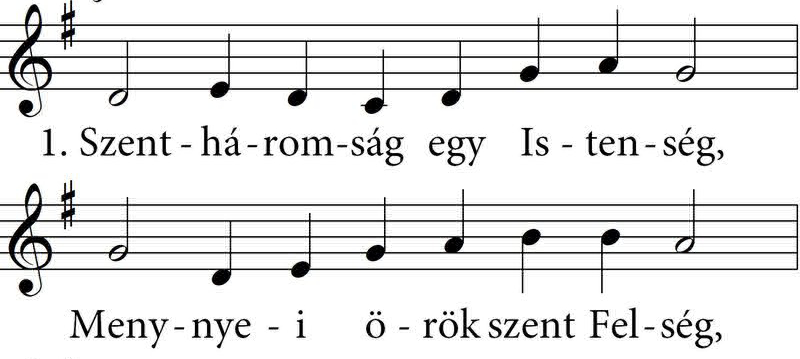 1. Szent - há - rom - ság egy Is - ten - ség,
Meny - nye - i ö - rök szent Fel - ség,